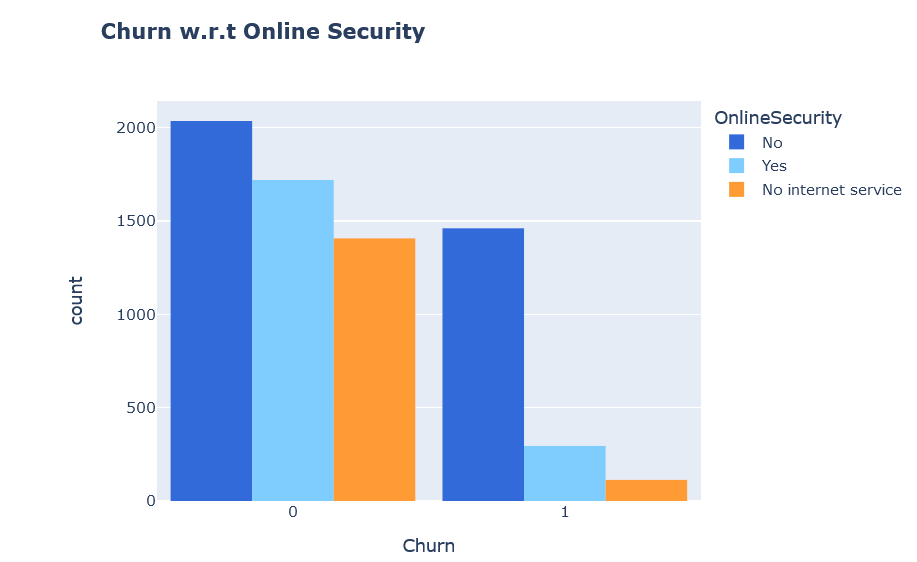 Churn w.r.t Online Security
OnlineSecurity
No
Yes
No internet service
2000
1500
1000
500
0
count
0
1
Churn